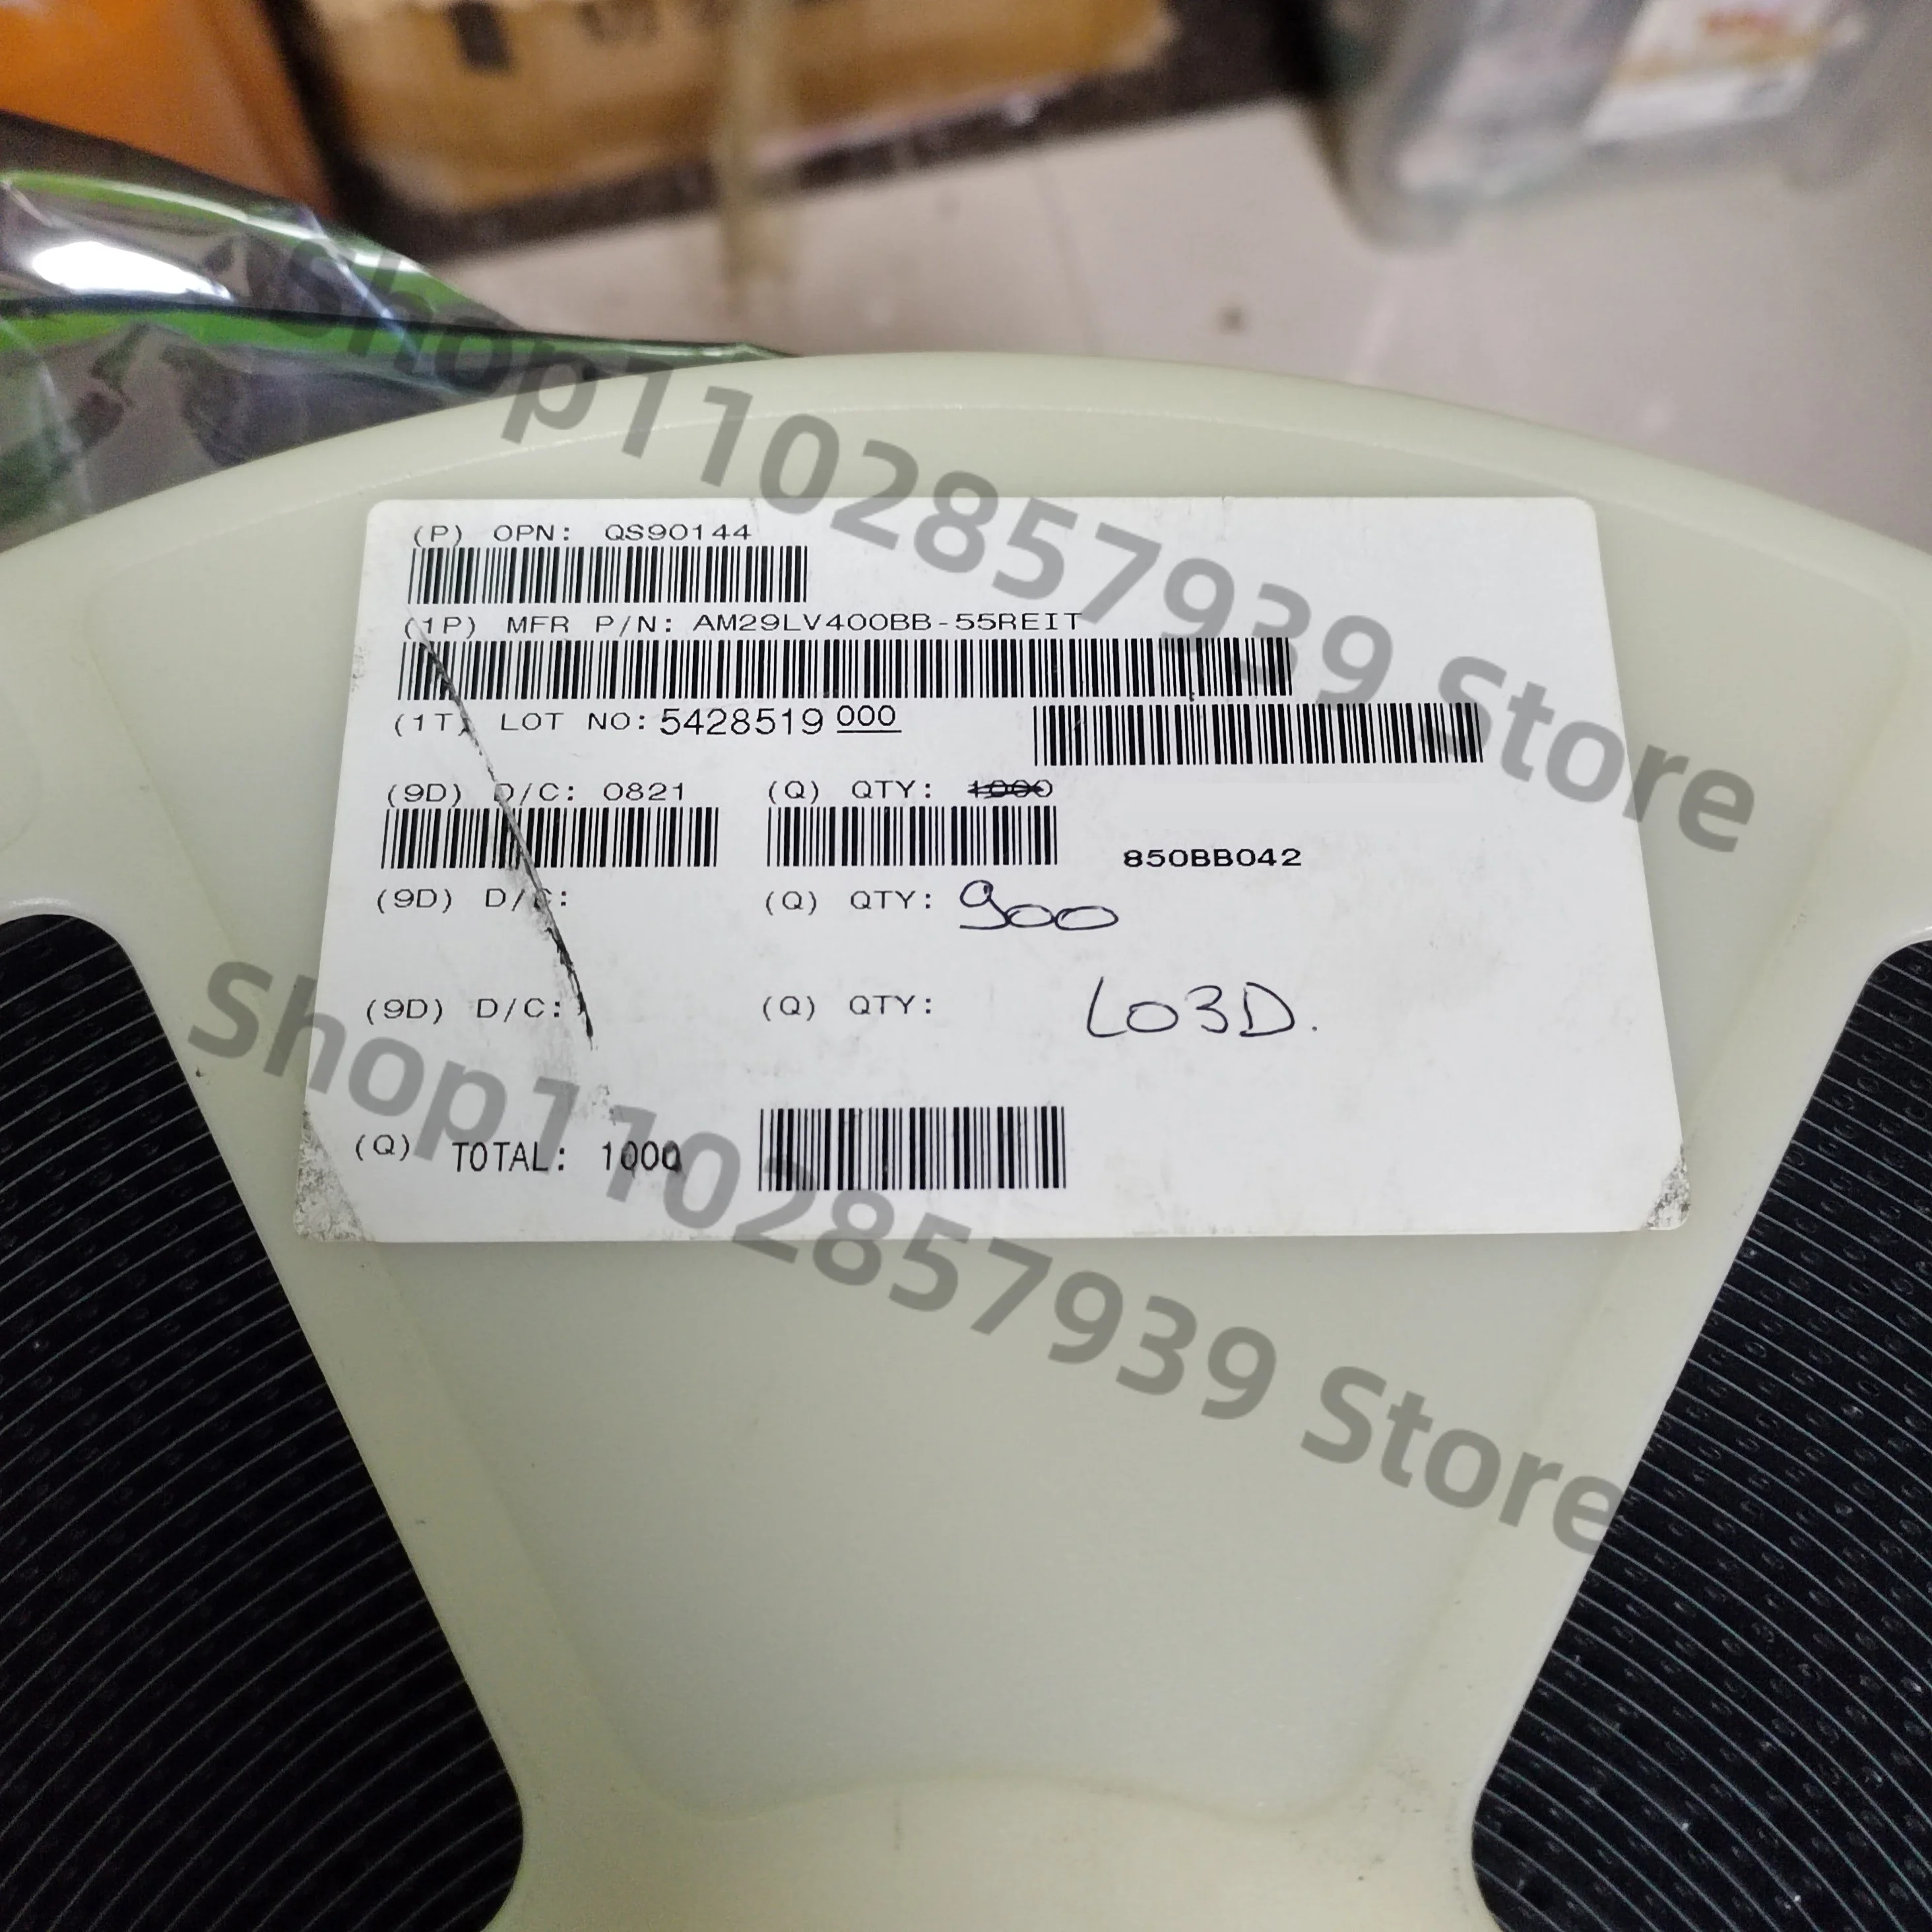 shop1102857939 Store
(P) OPN: QS90144
(1P) MFR P/N: AM29LV400BB-55REIT
(1T) LOT NO: 5428519 000
(9D) D/C: 0821 (Q) QTY: 1000
850BB042
(9D) D/C: (Q) QTY: 900
(9D) D/C: (Q) QTY: L03D.
(Q) TOTAL: 1000
shop1102857939 Store